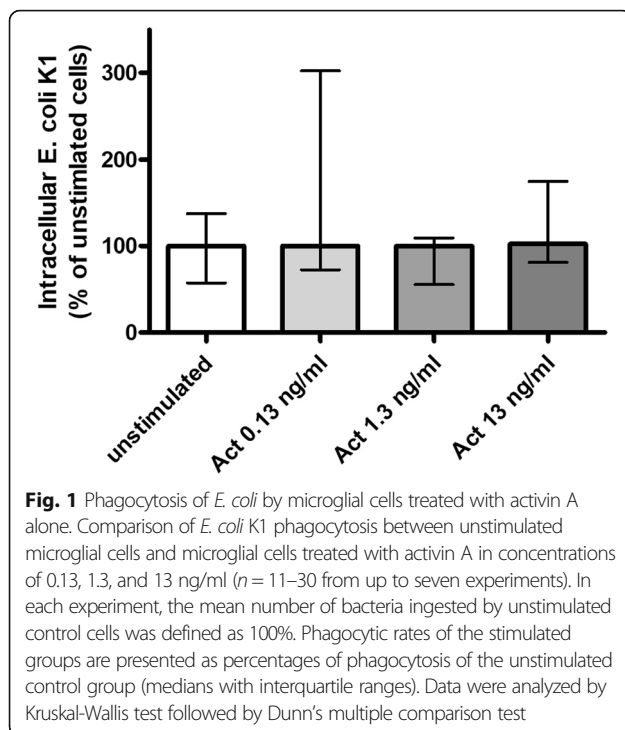 Intracellular E. coli K1
(% of unstimlated cells)
300
200
100
0
unstimulated
Act 0.13 ng/ml
Act 1.3 ng/ml
Act 13 ng/ml
Fig. 1 Phagocytosis of E. coli by microglial cells treated with activin A
alone. Comparison of E. coli K1 phagocytosis between unstimulated
microglial cells and microglial cells treated with activin A in concentrations
of 0.13, 1.3, and 13 ng/ml (n = 11–30 from up to seven experiments). In
each experiment, the mean number of bacteria ingested by unstimulated
control cells was defined as 100%. Phagocytic rates of the stimulated
groups are presented as percentages of phagocytosis of the unstimulated
control group (medians with interquartile ranges). Data were analyzed by
Kruskal-Wallis test followed by Dunn’s multiple comparison test